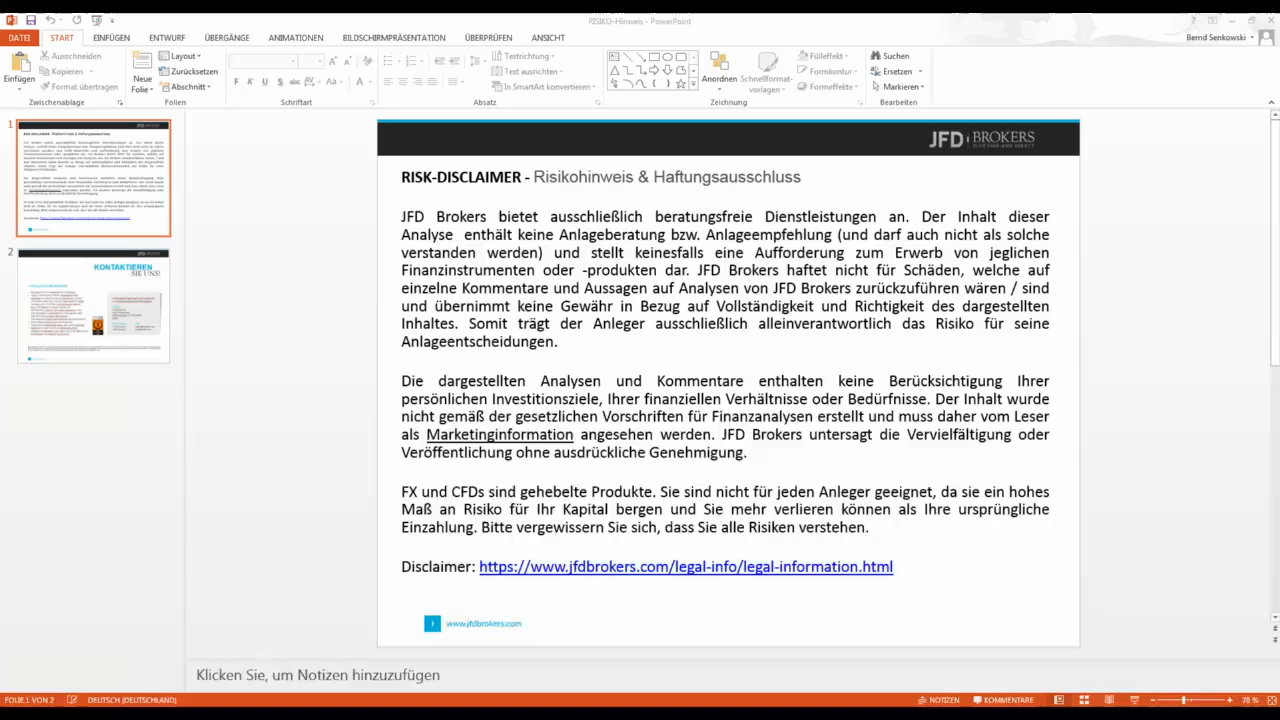 RISIKO-Hinweis - PowerPoint
DATEI START EINFÜGEN ENTWURF ÜBERGÄNGE ANIMATIONEN BILDSCHIRMPRÄSENTATION ÜBERPRÜFEN ANSICHT Bernd Senkowski
Ausschneiden
Kopieren
Format übertragen
Einfügen
Zwischenablage
Neue
Folie
Layout
Zurücksetzen
Abschnitt
Folien
F K U S abc AV Aa A
Schriftart
Textrichtung
Text ausrichten
In SmartArt konvertieren
Absatz
Anordnen
Schnellformat-
vorlagen
Fülleffekt
Formkontur
Formeffekte
Zeichnung
Suchen
Ersetzen
Markieren
Bearbeiten
1
2
KONTAKTIEREN
SIE UNS!
JFD BROKERS
JUST FAIR AND DIRECT
RISK-DISCLAIMER - Risikohinweis & Haftungsausschluss
JFD Brokers bietet ausschließlich beratungsfreie Dienstleistungen an. Der Inhalt dieser
Analyse enthält keine Anlageberatung bzw. Anlageempfehlung (und darf auch nicht als solche
verstanden werden) und stellt keinesfalls eine Aufforderung zum Erwerb von jeglichen
Finanzinstrumenten oder -produkten dar. JFD Brokers haftet nicht für Schäden, welche auf
einzelne Kommentare und Aussagen auf Analysen von JFD Brokers zurückzuführen wären / sind
und übernimmt keine Gewähr in Bezug auf Vollständigkeit und Richtigkeit des dargestellten
Inhaltes. Somit trägt der Anleger ausschließlich alleinverantwortlich das Risiko für seine
Anlageentscheidungen.
Die dargestellten Analysen und Kommentare enthalten keine Berücksichtigung Ihrer
persönlichen Investitionsziele, Ihrer finanziellen Verhältnisse oder Bedürfnisse. Der Inhalt wurde
nicht gemäß der gesetzlichen Vorschriften für Finanzanalysen erstellt und muss daher vom Leser
als Marketinginformation angesehen werden. JFD Brokers untersagt die Vervielfältigung oder
Veröffentlichung ohne ausdrückliche Genehmigung.
FX und CFDs sind gehebelte Produkte. Sie sind nicht für jeden Anleger geeignet, da sie ein hohes
Maß an Risiko für Ihr Kapital bergen und Sie mehr verlieren können als Ihre ursprüngliche
Einzahlung. Bitte vergewissern Sie sich, dass Sie alle Risiken verstehen.
Disclaimer: https://www.jfdbrokers.com/legal-info/legal-information.html
www.jfdbrokers.com
Klicken Sie, um Notizen hinzuzufügen
FOLIE 1 VON 2 DEUTSCH (DEUTSCHLAND) NOTIZEN KOMMENTARE 78 %